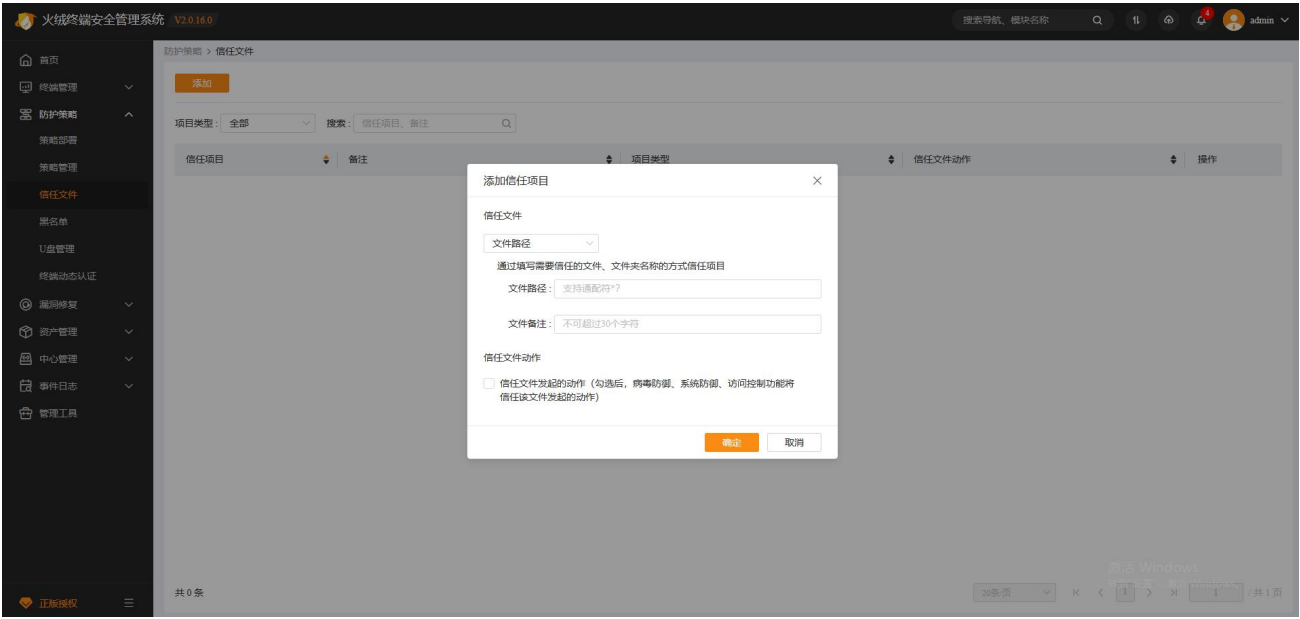 火绒终端安全管理系统 V2.0.16.0
搜索导航、模块名称
4
admin
首页
终端管理
防护策略
策略部署
策略管理
信任文件
黑名单
U盘管理
终端动态认证
漏洞修复
资产管理
中心管理
事件日志
管理工具
正版授权
防护策略 > 信任文件
添加
项目类型： 全部 搜索： 信任项目、备注
信任项目 备注 项目类型 信任文件动作 操作
添加信任项目
信任文件
文件路径
通过填写需要信任的文件、文件夹名称的方式信任项目
文件路径： 支持通配符*?
文件备注： 不可超过30个字符
信任文件动作
信任文件发起的动作（勾选后，病毒防御、系统防御、访问控制功能将
信任该文件发起的动作）
确定 取消
激活 Windows
共 0 条 20条/页 1 1 / 共 1 页